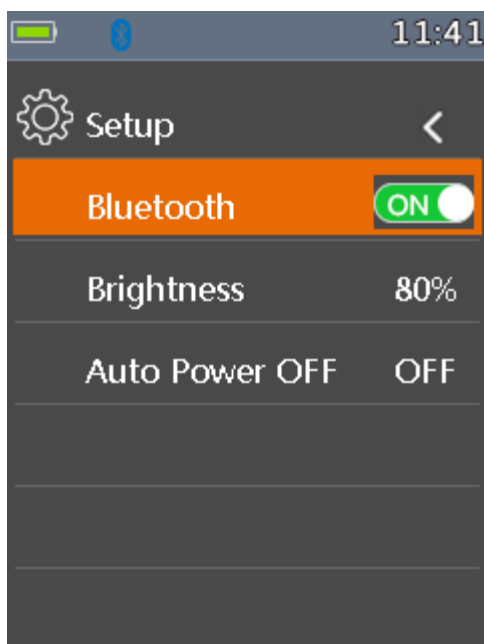 11:41
Setup
Bluetooth ON
Brightness 80%
Auto Power OFF OFF